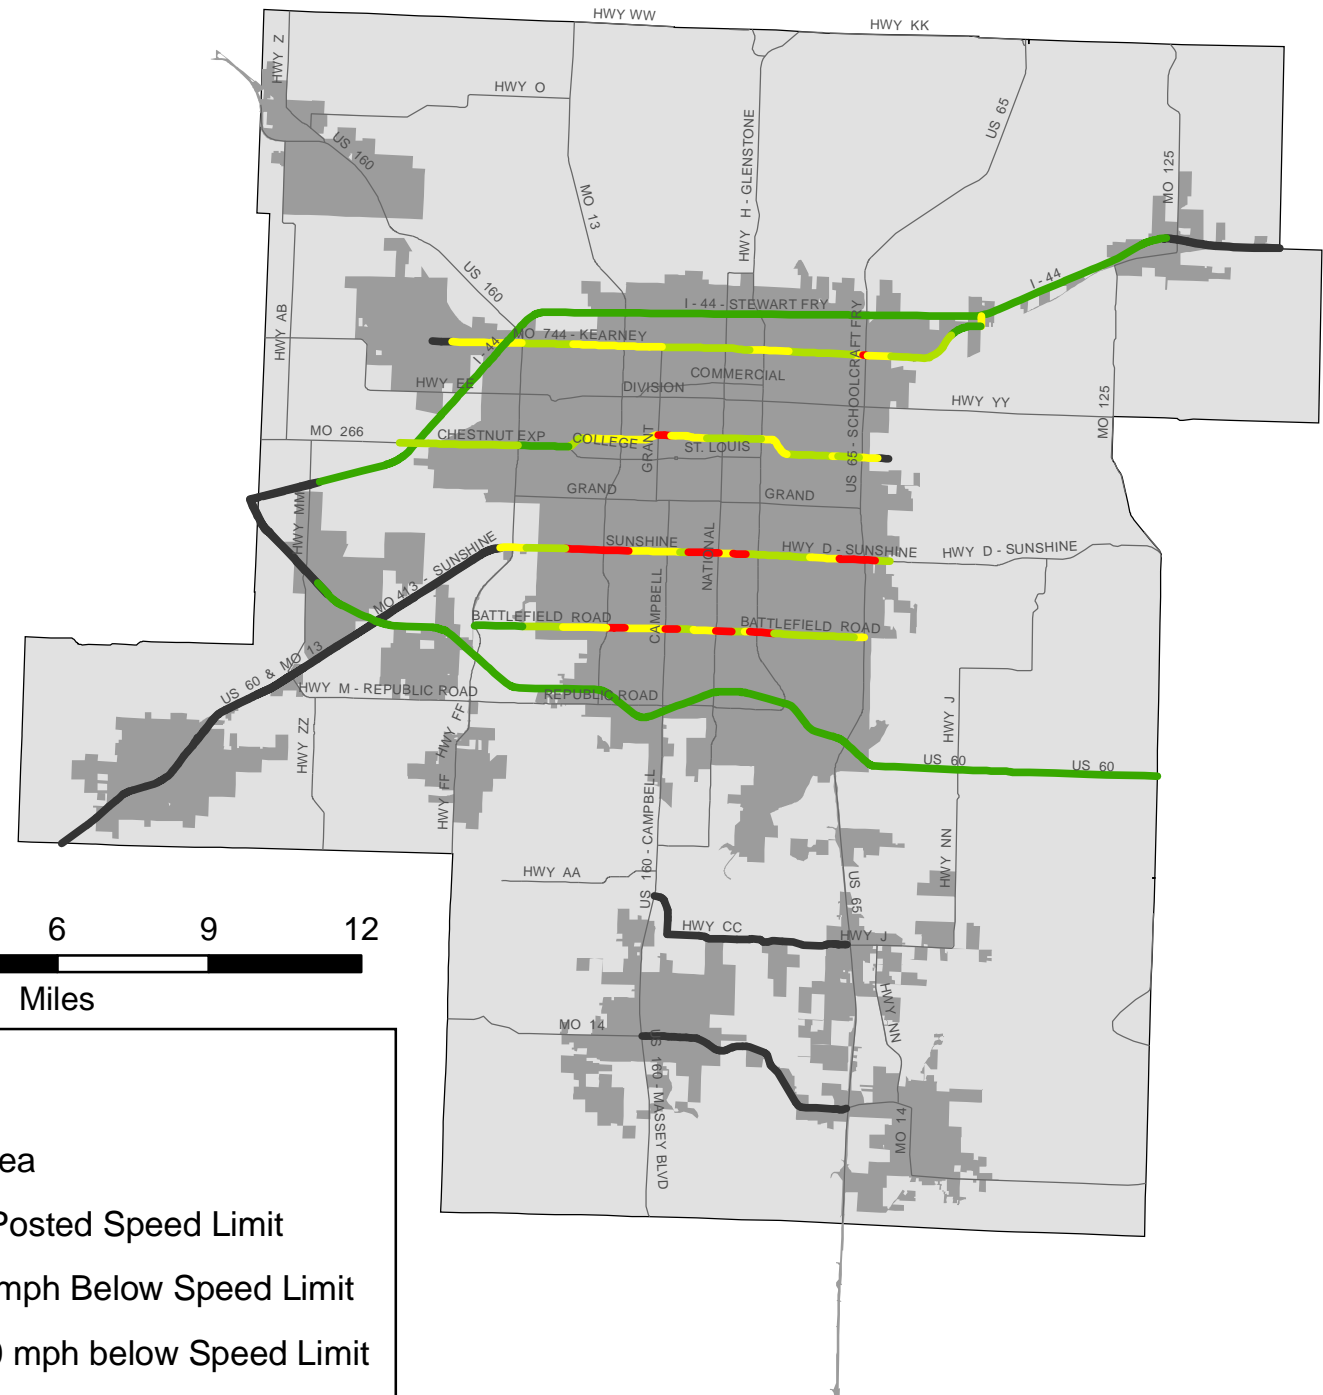 HWY WW
HWY KK
HWY Z
HWY O
US 160
HWY H - GLENSTONE
US 65
MO 125
MO 13
US 160
I - 44
I - 44 - STEWART FRY
HWY AB
MO 744 - KEARNEY
I - 44
US 65 - SCHOOLCRAFT FRY
COMMERCIAL
HWY EE
DIVISION
HWY YY
MO 125
MO 266
CHESTNUT EXP
COLLEGE
GRANT
ST. LOUIS
GRAND
GRAND
HWY MM
SUNSHINE
NATIONAL
HWY D - SUNSHINE
HWY D - SUNSHINE
MO 413 - SUNSHINE
CAMPBELL
BATTLEFIELD ROAD
BATTLEFIELD ROAD
US 60 & MO 13
HWY M - REPUBLIC ROAD
REPUBLIC ROAD
HWY J
HWY ZZ
HWY FF
HWY FF
US 60
US 60
US 160 - CAMPBELL
HWY NN
HWY AA
US 65
HWY CC
HWY J
6 9 12
Miles
HWY NN
MO 14
US 160 - MASSEY BLVD
MO 14
ea
Posted Speed Limit
mph Below Speed Limit
0 mph below Speed Limit